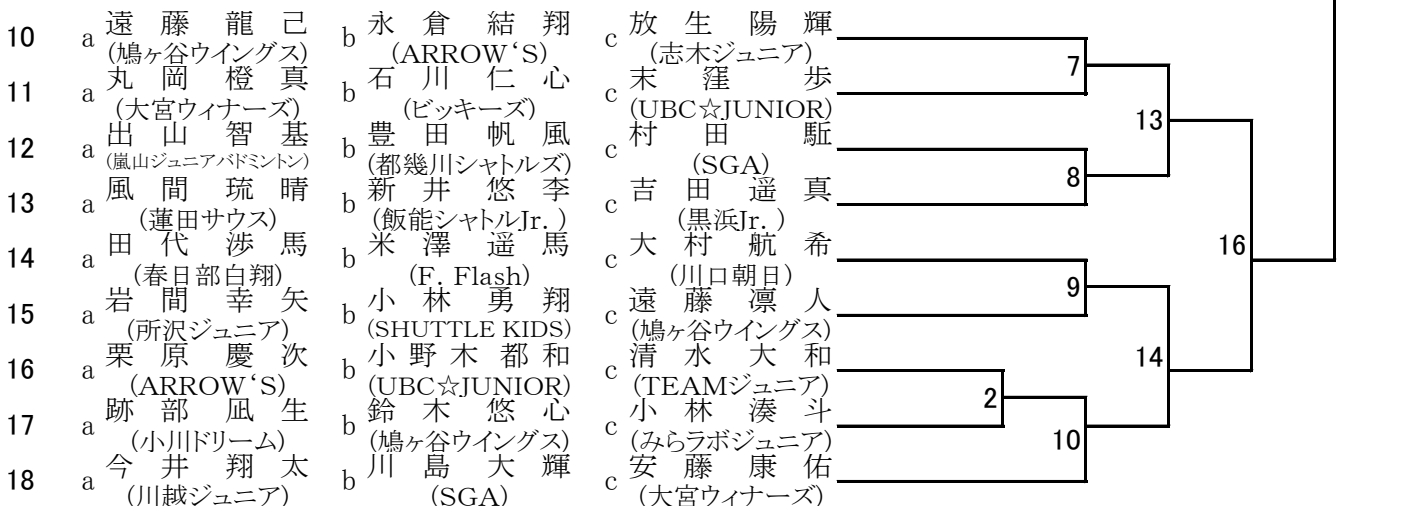 10 a 遠藤龍己 b 永倉結翔 c 放生陽輝
(鳩ヶ谷ウイングス) (ARROW‘S) (志木ジュニア)
11 a 丸岡橙真 b 石川仁心 c 末窪歩
(大宮ウィナーズ) (ビッキーズ) (UBC☆JUNIOR)
12 a 出山智基 b 豊田帆風 c 村田駈
(嵐山ジュニアバドミントン) (都幾川シャトルズ) (SGA)
13 a 風間琉晴 b 新井悠李 c 吉田遥真
(蓮田サウス) (飯能シャトルJr.) (黒浜Jr.)
14 a 田代渉馬 b 米澤遥馬 c 大村航希
(春日部白翔) (F.Flash) (川口朝日)
15 a 岩間幸矢 b 小林勇翔 c 遠藤凛人
(所沢ジュニア) (SHUTTLE KIDS) (鳩ヶ谷ウイングス)
16 a 栗原慶次 b 小野木都和 c 清水大和
(ARROW‘S) (UBC☆JUNIOR) (TEAMジュニア)
17 a 跡部凪生 b 鈴木悠心 c 小林湊斗
(小川ドリーム) (鳩ヶ谷ウイングス) (みらラボジュニア)
18 a 今井翔太 b 川島大輝 c 安藤康佑
(川越ジュニア) (SGA) (大宮ウィナーズ)
7
13
8
16
9
14
2
10